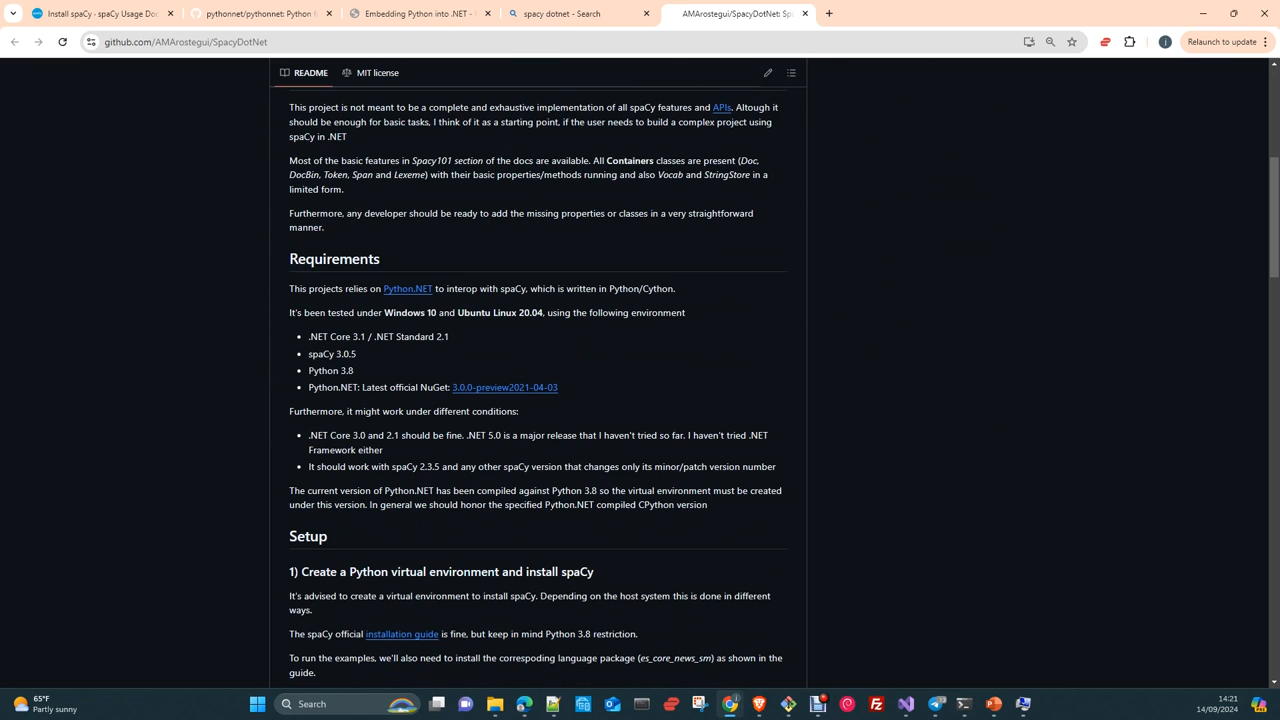 Install spaCy · spaCy Usage Doc
pythonnet/pythonnet: Python f
Embedding Python into .NET -
spacy dotnet - Search
AMArostegui/SpacyDotNet: Sp
github.com/AMArostegui/SpacyDotNet
Relaunch to update
README
MIT license
This project is not meant to be a complete and exhaustive implementation of all spaCy features and APIs. Altough it
should be enough for basic tasks, I think of it as a starting point, if the user needs to build a complex project using
spaCy in .NET
Most of the basic features in Spacy101 section of the docs are available. All Containers classes are present (Doc,
DocBin, Token, Span and Lexeme) with their basic properties/methods running and also Vocab and StringStore in a
limited form.
Furthermore, any developer should be ready to add the missing properties or classes in a very straightforward
manner.
Requirements
This projects relies on Python.NET to interop with spaCy, which is written in Python/Cython.
It's been tested under Windows 10 and Ubuntu Linux 20.04, using the following environment
• .NET Core 3.1 / .NET Standard 2.1
• spaCy 3.0.5
• Python 3.8
• Python.NET: Latest official NuGet: 3.0.0-preview2021-04-03
Furthermore, it might work under different conditions:
• .NET Core 3.0 and 2.1 should be fine. .NET 5.0 is a major release that I haven't tried so far. I haven't tried .NET
Framework either
• It should work with spaCy 2.3.5 and any other spaCy version that changes only its minor/patch version number
The current version of Python.NET has been compiled against Python 3.8 so the virtual environment must be created
under this version. In general we should honor the specified Python.NET compiled CPython version
Setup
1) Create a Python virtual environment and install spaCy
It's advised to create a virtual environment to install spaCy. Depending on the host system this is done in different
ways.
The spaCy official installation guide is fine, but keep in mind Python 3.8 restriction.
To run the examples, we'll also need to install the correspoding language package (es_core_news_sm) as shown in the
guide.
65°F
Partly sunny
Search
14:21
14/09/2024